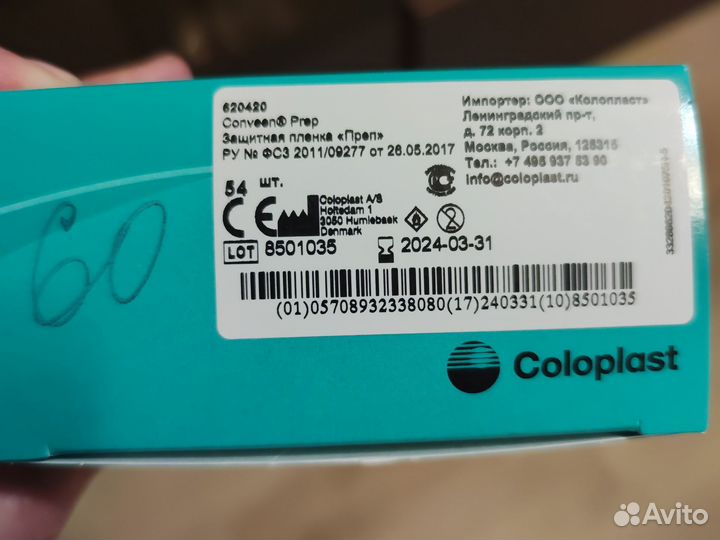 620420
Conveen® Prep
Защитная пленка «Преп»
РУ № ФСЗ 2011/09277 от 26.05.2017
54 шт.
Импортер: ООО «Колопласт»
Ленинградский пр-т,
д. 72 корп. 2
Москва, Россия, 125315
Тел.: +7 495 937 53 90
info@coloplast.ru
CE
Coloplast A/S
Holtedam 1
3050 Humlebaek
Denmark
LOT 8501035
2024-03-31
(01)05708932338080(17)240331(10)8501035
Coloplast
60
Avito